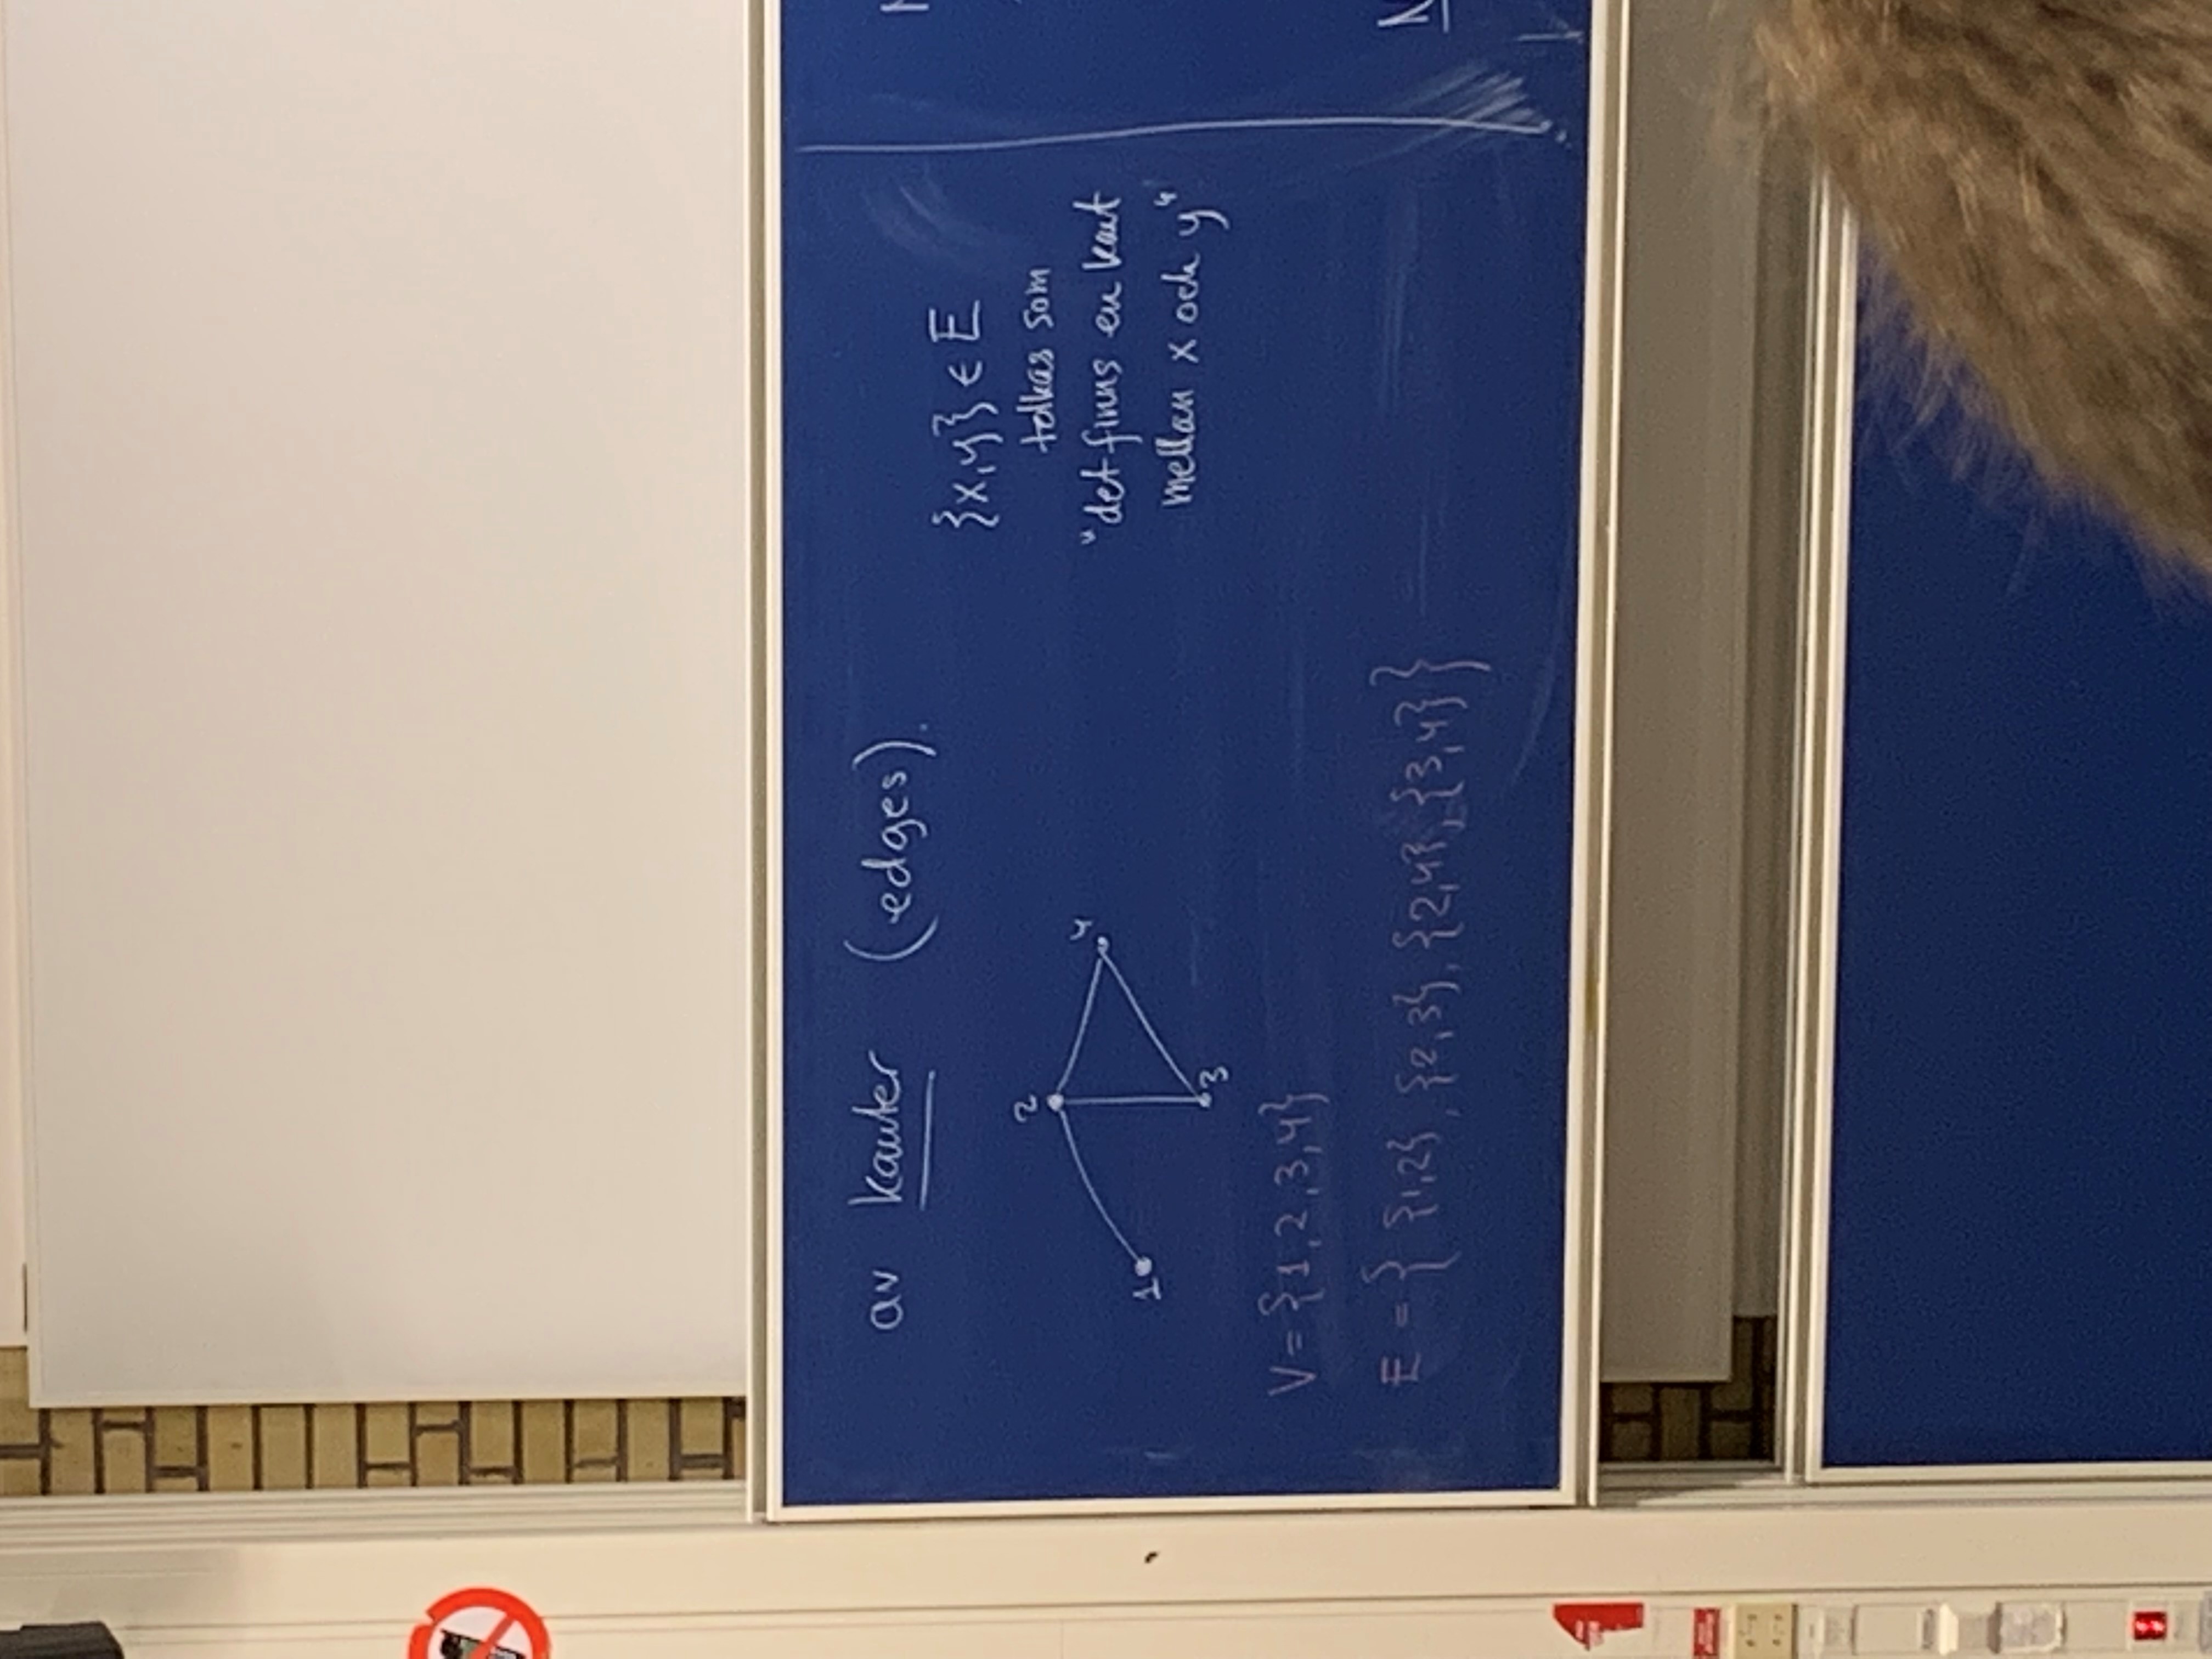 av kanter (edges).
{x,y} ∈ E
tolkas som
"det finns en kant
mellan x och y"
2
4
1
3
V = {1,2,3,4}
E = { {1,2}, {2,3}, {2,4}, {3,4} }